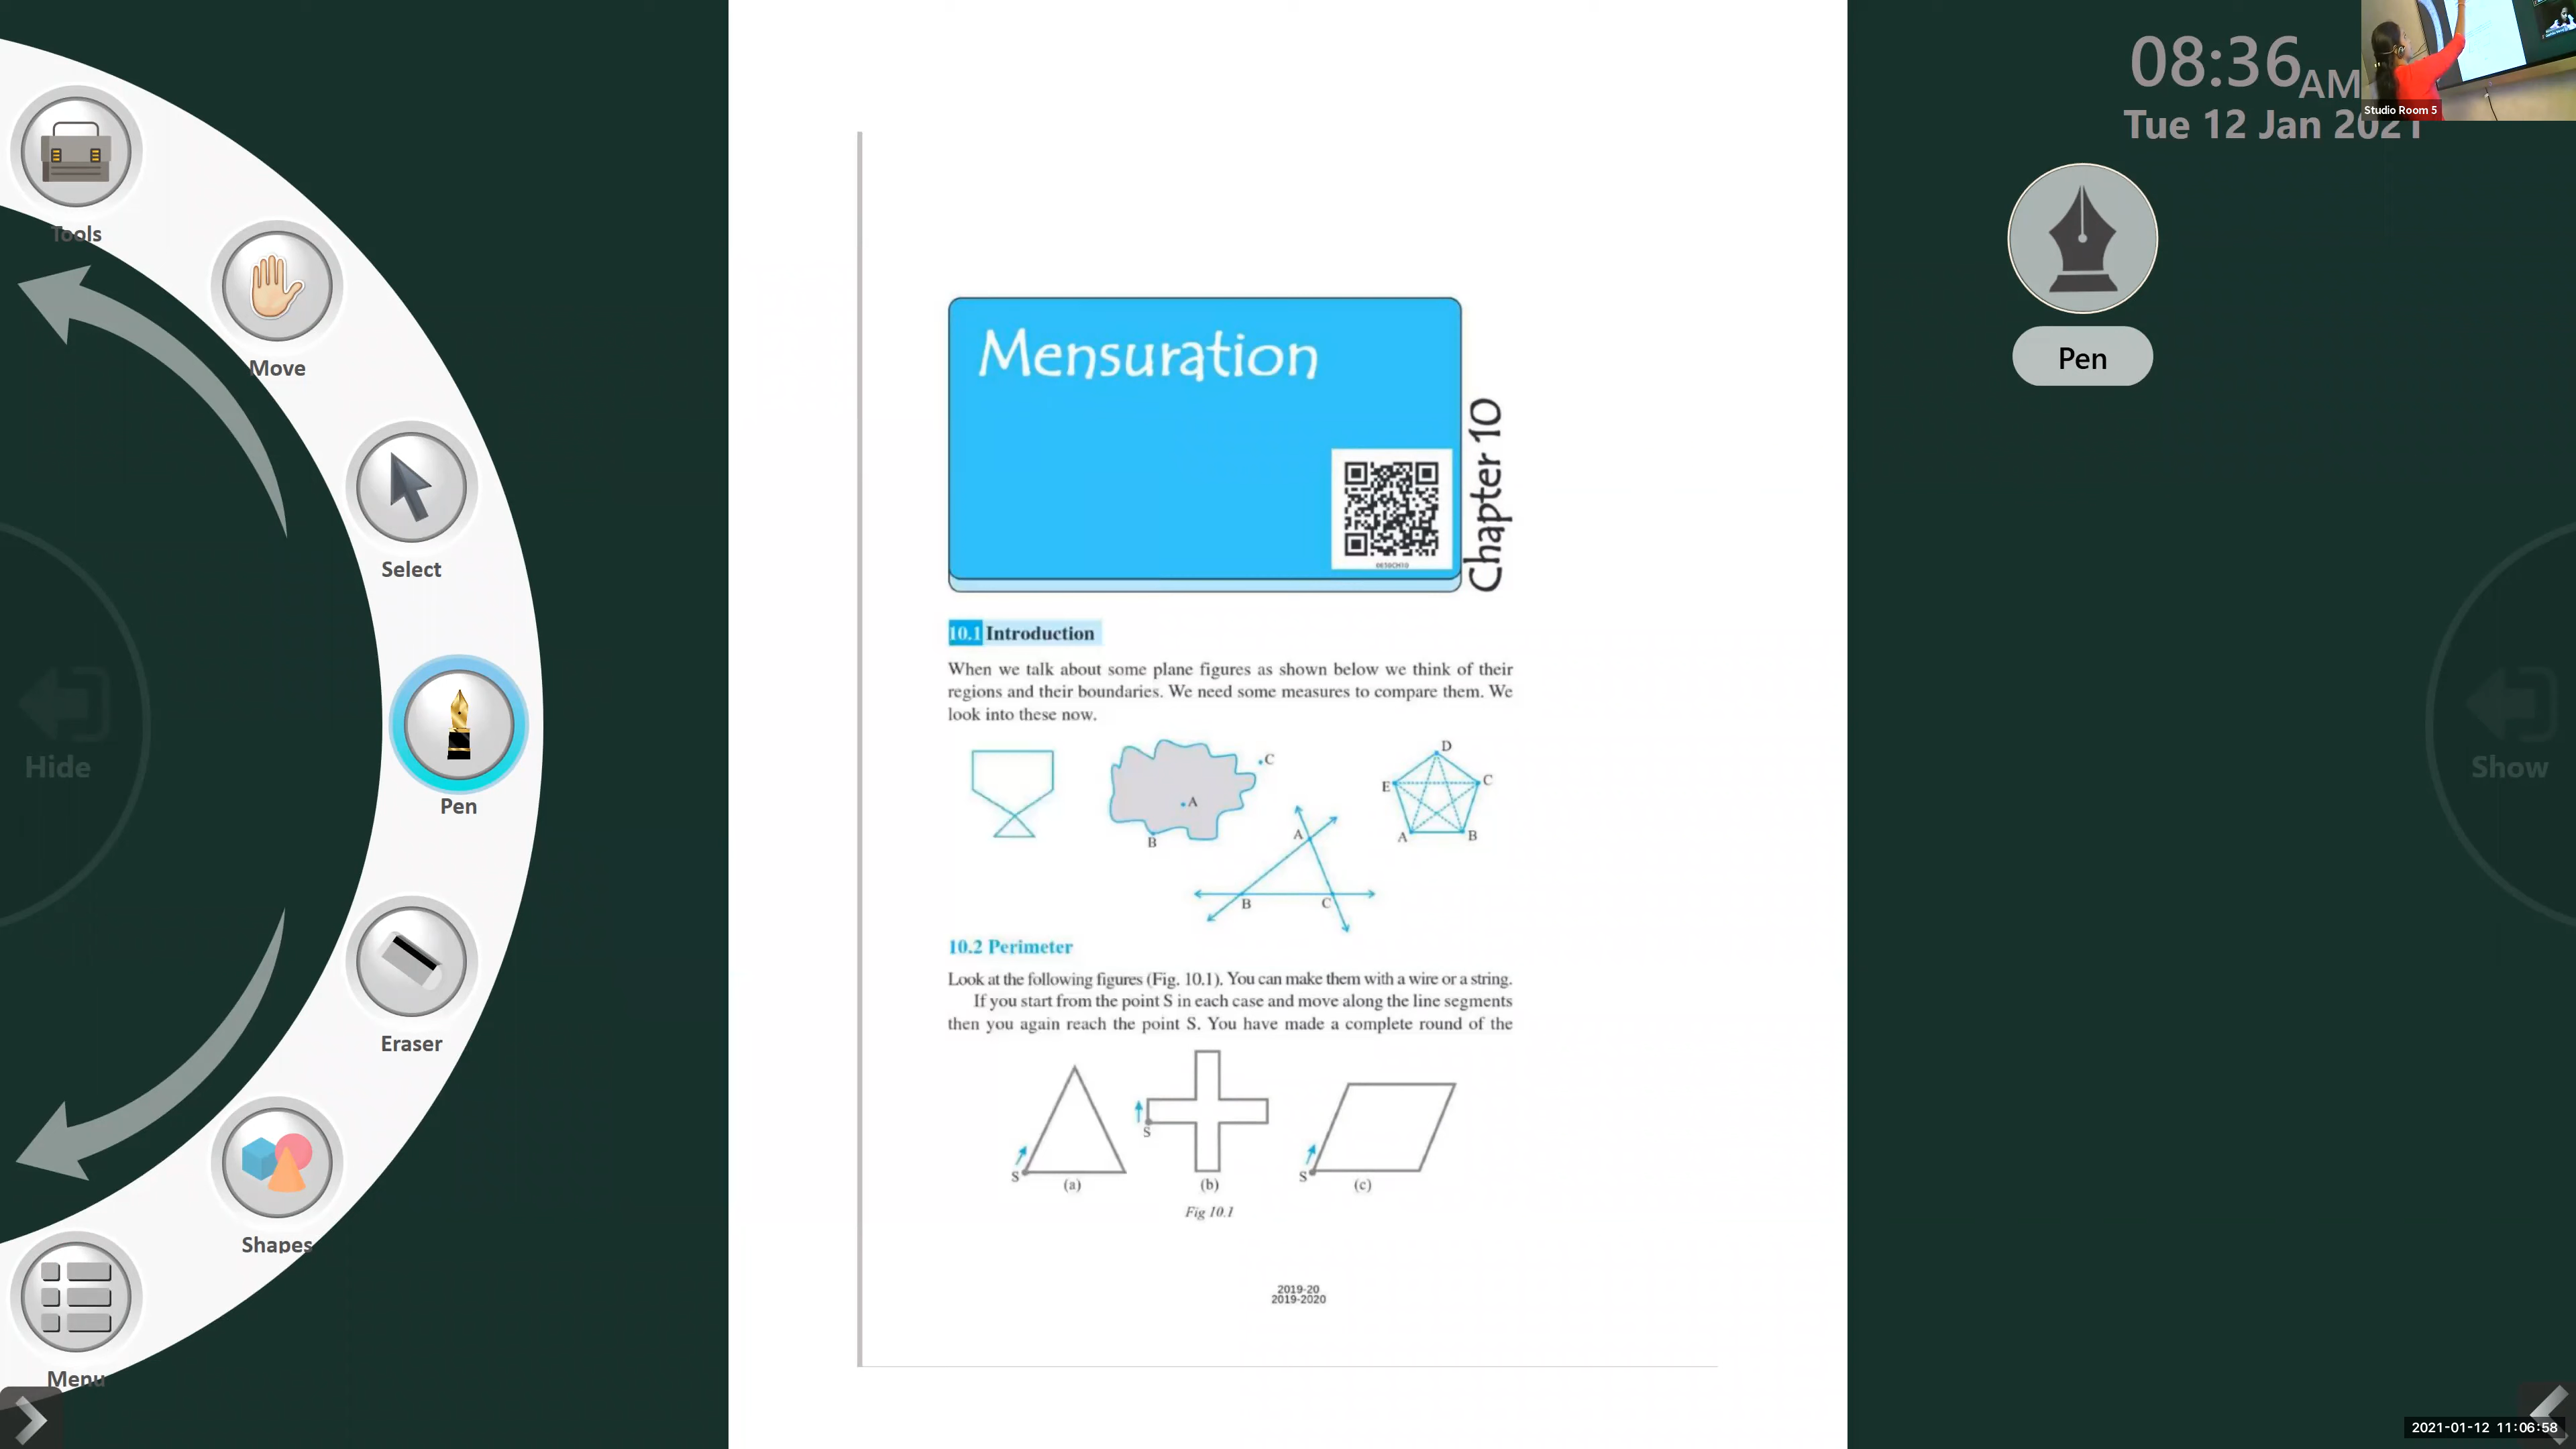 Tools
Move
Select
Pen
Eraser
Shapes
Menu
Hide
Mensuration
Chapter 10
0656CH10
10.1 Introduction
When we talk about some plane figures as shown below we think of their
regions and their boundaries. We need some measures to compare them. We
look into these now.
A
B
C
A
B
C
D
E
C
A
B
10.2 Perimeter
Look at the following figures (Fig. 10.1). You can make them with a wire or a string.
If you start from the point S in each case and move along the line segments
then you again reach the point S. You have made a complete round of the
S
(a)
S
(b)
S
(c)
Fig 10.1
2019-20
2019-2020
08:36 AM
Tue 12 Jan 2021
Studio Room 5
Pen
Show
2021-01-12 11:06:58